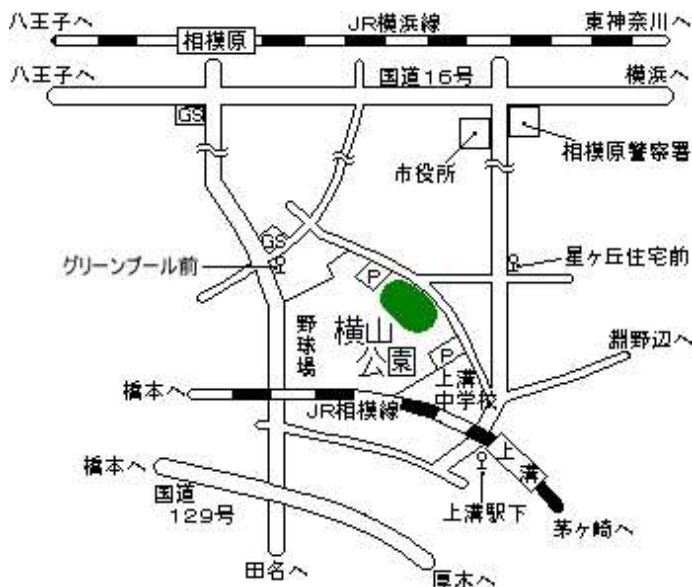 八王子へ
JR横浜線
東神奈川へ
相模原
八王子へ
国道16号
横浜へ
GS
市役所
相模原警察署
GS
グリーンプール前
P
星ヶ丘住宅前
野球場
横山
公園
P
淵野辺へ
上溝
中学校
橋本へ
JR相模線
橋本へ
国道
129号
上溝
上溝駅下
茅ヶ崎へ
田名へ
厚木へ